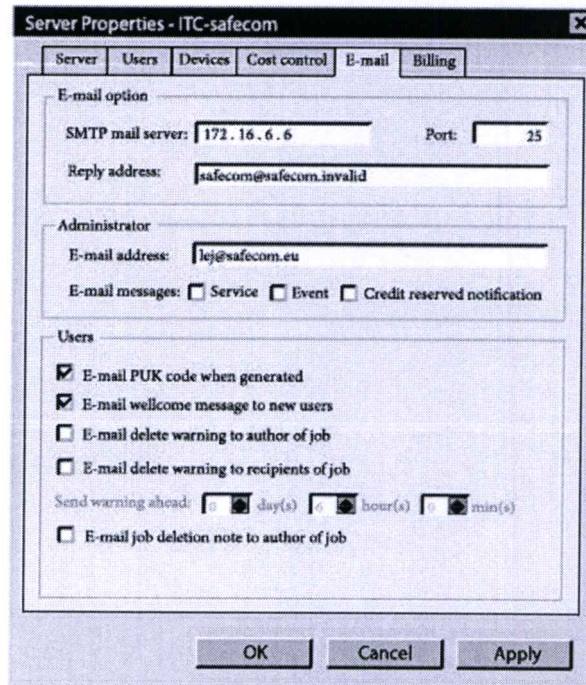 Server Properties - ITC-safecom
Server Users Devices Cost control E-mail Billing
E-mail option
SMTP mail server: 172.16.6.6 Port: 25
Reply address: safecom@safecom.invalid
Administrator
E-mail address: lej@safecom.eu
E-mail messages: Service Event Credit reserved notification
Users
E-mail PUK code when generated
E-mail wellcome message to new users
E-mail delete warning to author of job
E-mail delete warning to recipients of job
Send warning ahead: 0 day(s) 6 hour(s) 0 min(s)
E-mail job deletion note to author of job
OK Cancel Apply